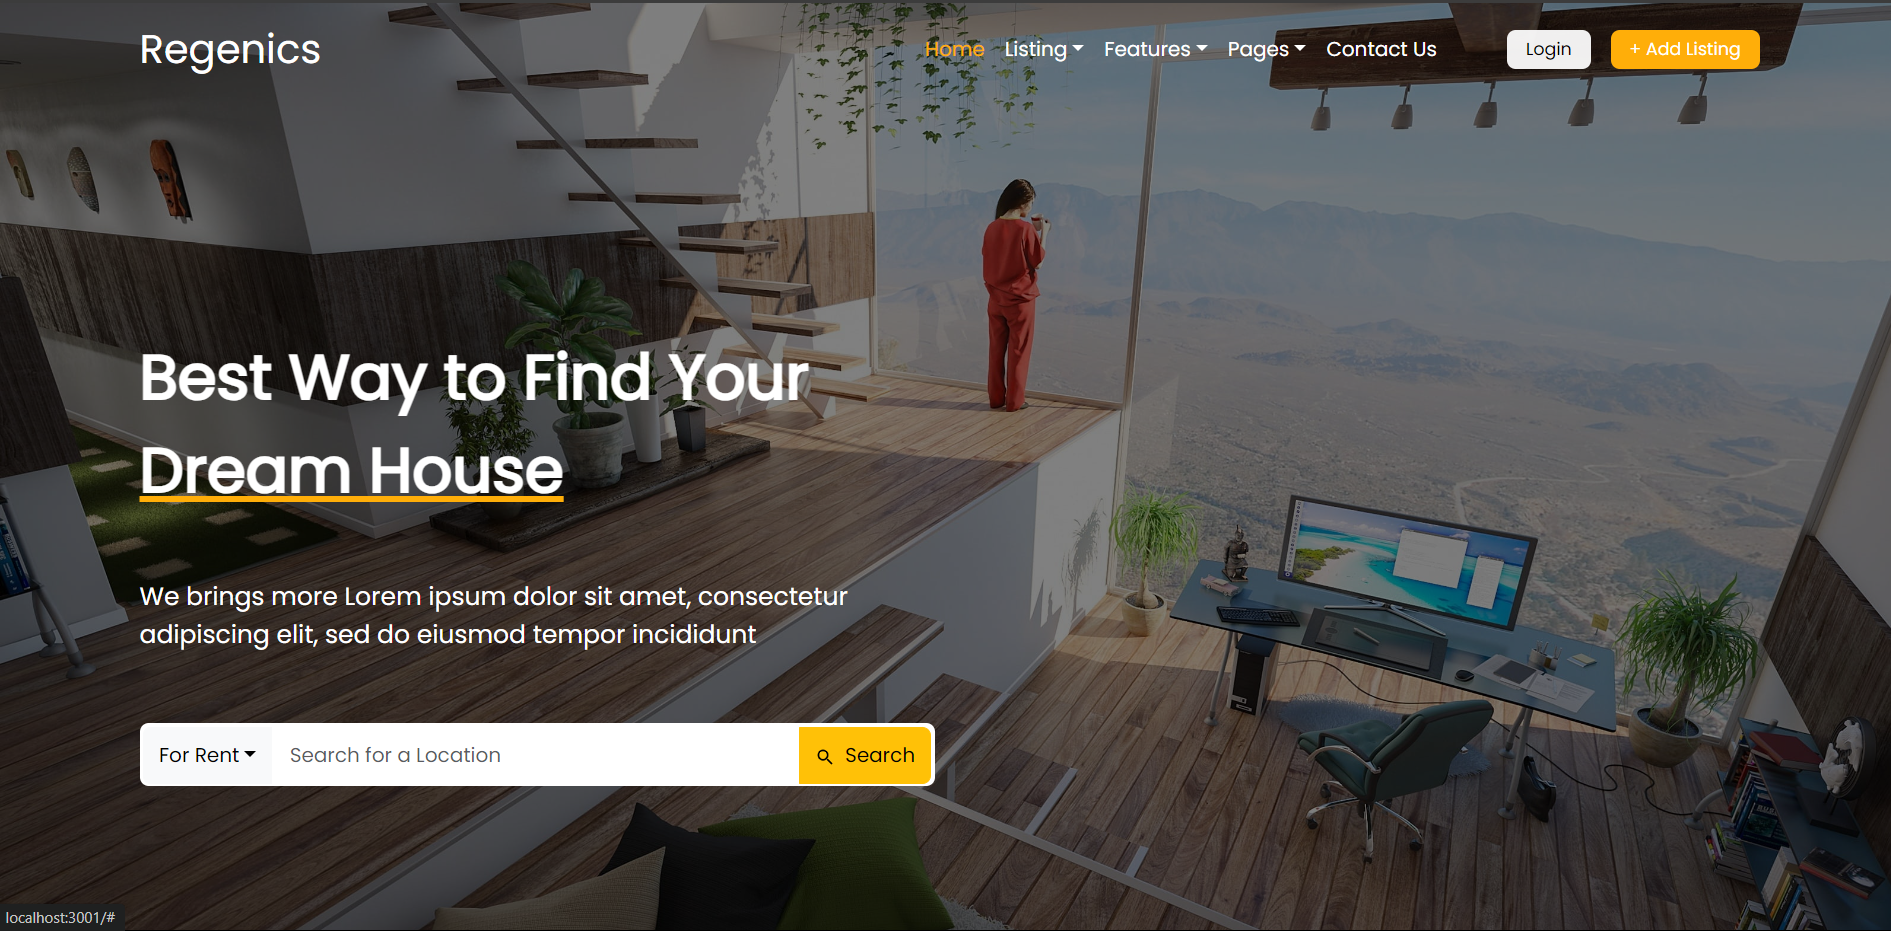 Regenics
Home Listing Features Pages Contact Us Login + Add Listing
Best Way to Find Your
Dream House
We brings more Lorem ipsum dolor sit amet, consectetur
adipiscing elit, sed do eiusmod tempor incididunt
For Rent Search for a Location Search
localhost:3001/#